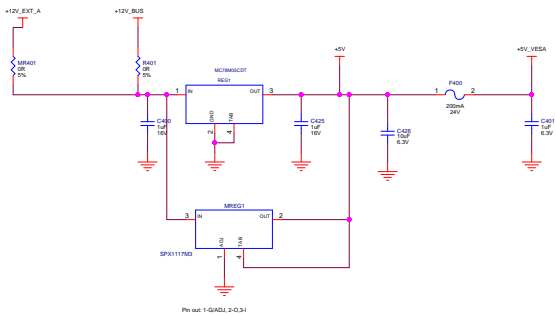 +12V_EXT_A
+12V_BUS
MR401
0R
5%
R401
0R
5%
MC78M05CDT
REG1
1
IN
OUT
3
GND
TAB
2
4
C400
1uF
16V
C425
1uF
16V
+5V
C426
10uF
6.3V
F400
1
2
200mA
24V
+5V_VESA
C401
1uF
6.3V
MREG1
3
IN
OUT
2
ADJ
TAB
1
4
SPX1117M3
Pin out: 1-G/ADJ, 2-O,3-I